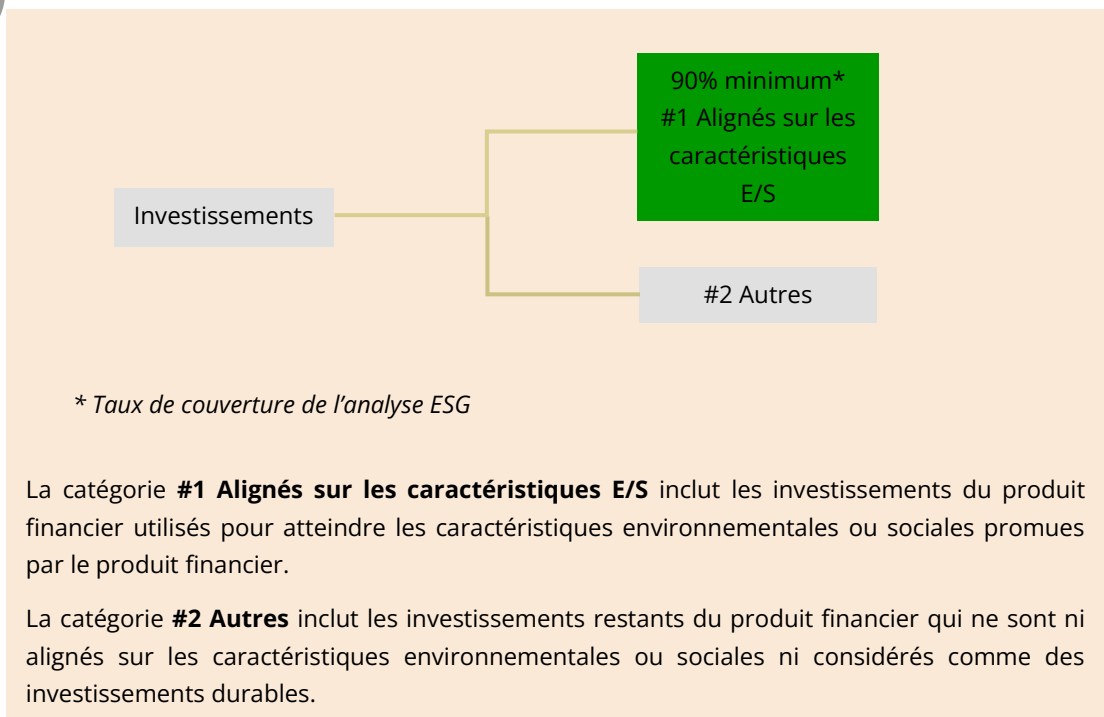 90% minimum*
#1 Alignés sur les
caractéristiques
E/S
Investissements
#2 Autres
* Taux de couverture de l’analyse ESG
La catégorie #1 Alignés sur les caractéristiques E/S inclut les investissements du produit
financier utilisés pour atteindre les caractéristiques environnementales ou sociales promues
par le produit financier.
La catégorie #2 Autres inclut les investissements restants du produit financier qui ne sont ni
alignés sur les caractéristiques environnementales ou sociales ni considérés comme des
investissements durables.